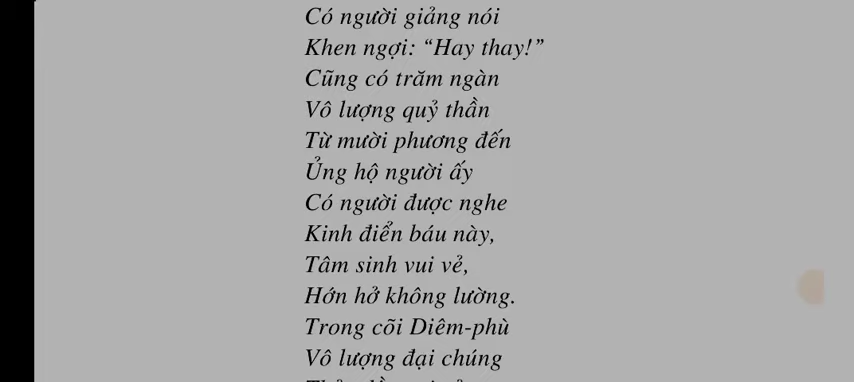 Có người giảng nói
Khen ngợi: “Hay thay!”
Cũng có trăm ngàn
Vô lượng quỷ thần
Từ mười phương đến
Ủng hộ người ấy
Có người được nghe
Kinh điển báu này,
Tâm sinh vui vẻ,
Hớn hở không lường.
Trong cõi Diêm-phù
Vô lượng đại chúng